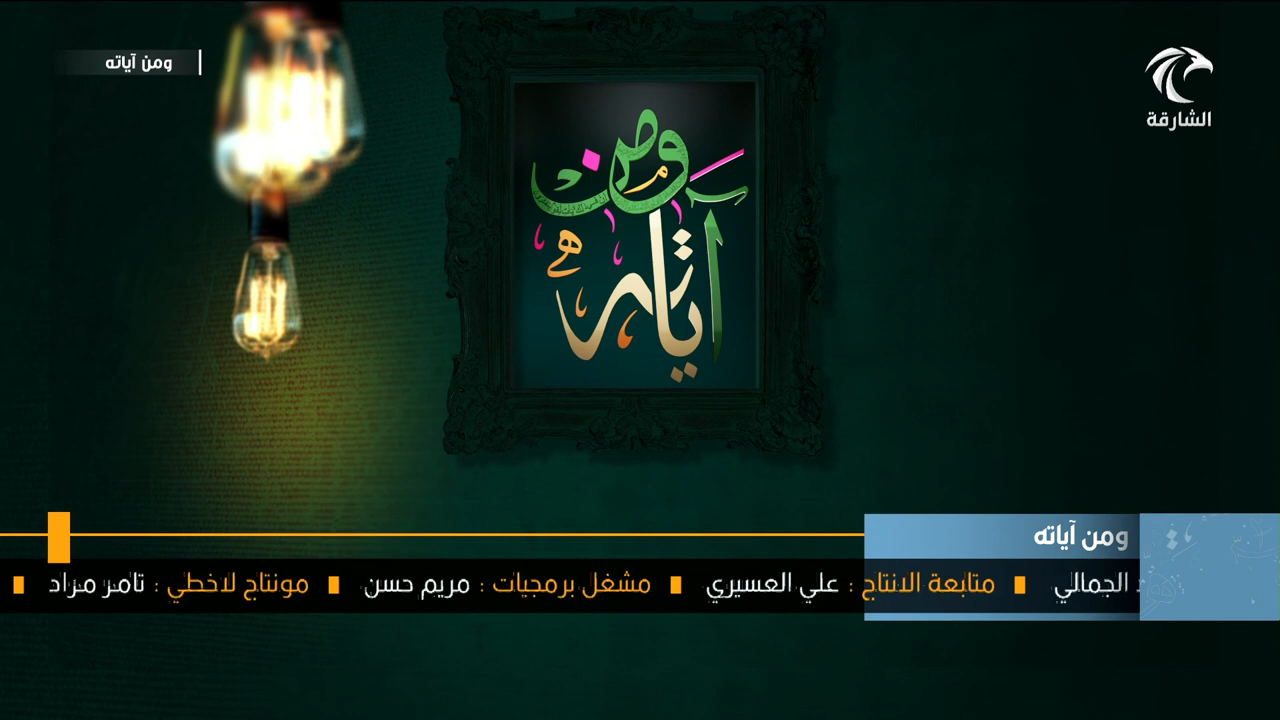 ومن آياته
الشارقة
ومن آياته
ومن آياته
الجمالي ■ متابعة الانتاج : علي العسيري ■ مشغل برمجيات : مريم حسن ■ مونتاج لاخطي : تامر مراد ■